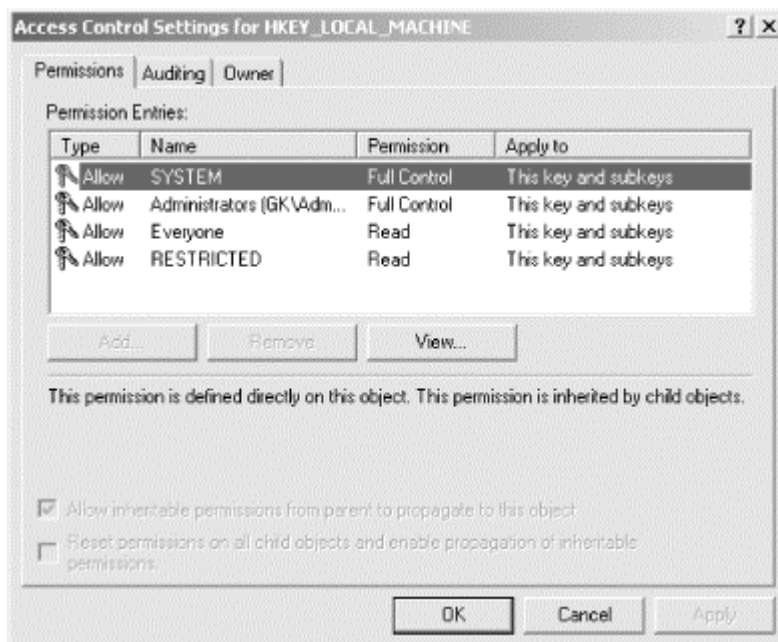 Access Control Settings for HKEY_LOCAL_MACHINE
Permissions Auditing Owner
Permission Entries:
Type Name Permission Apply to
Allow SYSTEM Full Control This key and subkeys
Allow Administrators (GK\Adm... Full Control This key and subkeys
Allow Everyone Read This key and subkeys
Allow RESTRICTED Read This key and subkeys
Add... Remove View...
This permission is defined directly on this object. This permission is inherited by child objects.
Allow inheritable permissions from parent to propagate to this object
Reset permissions on all child objects and enable propagation of inheritable
permissions.
OK Cancel Apply